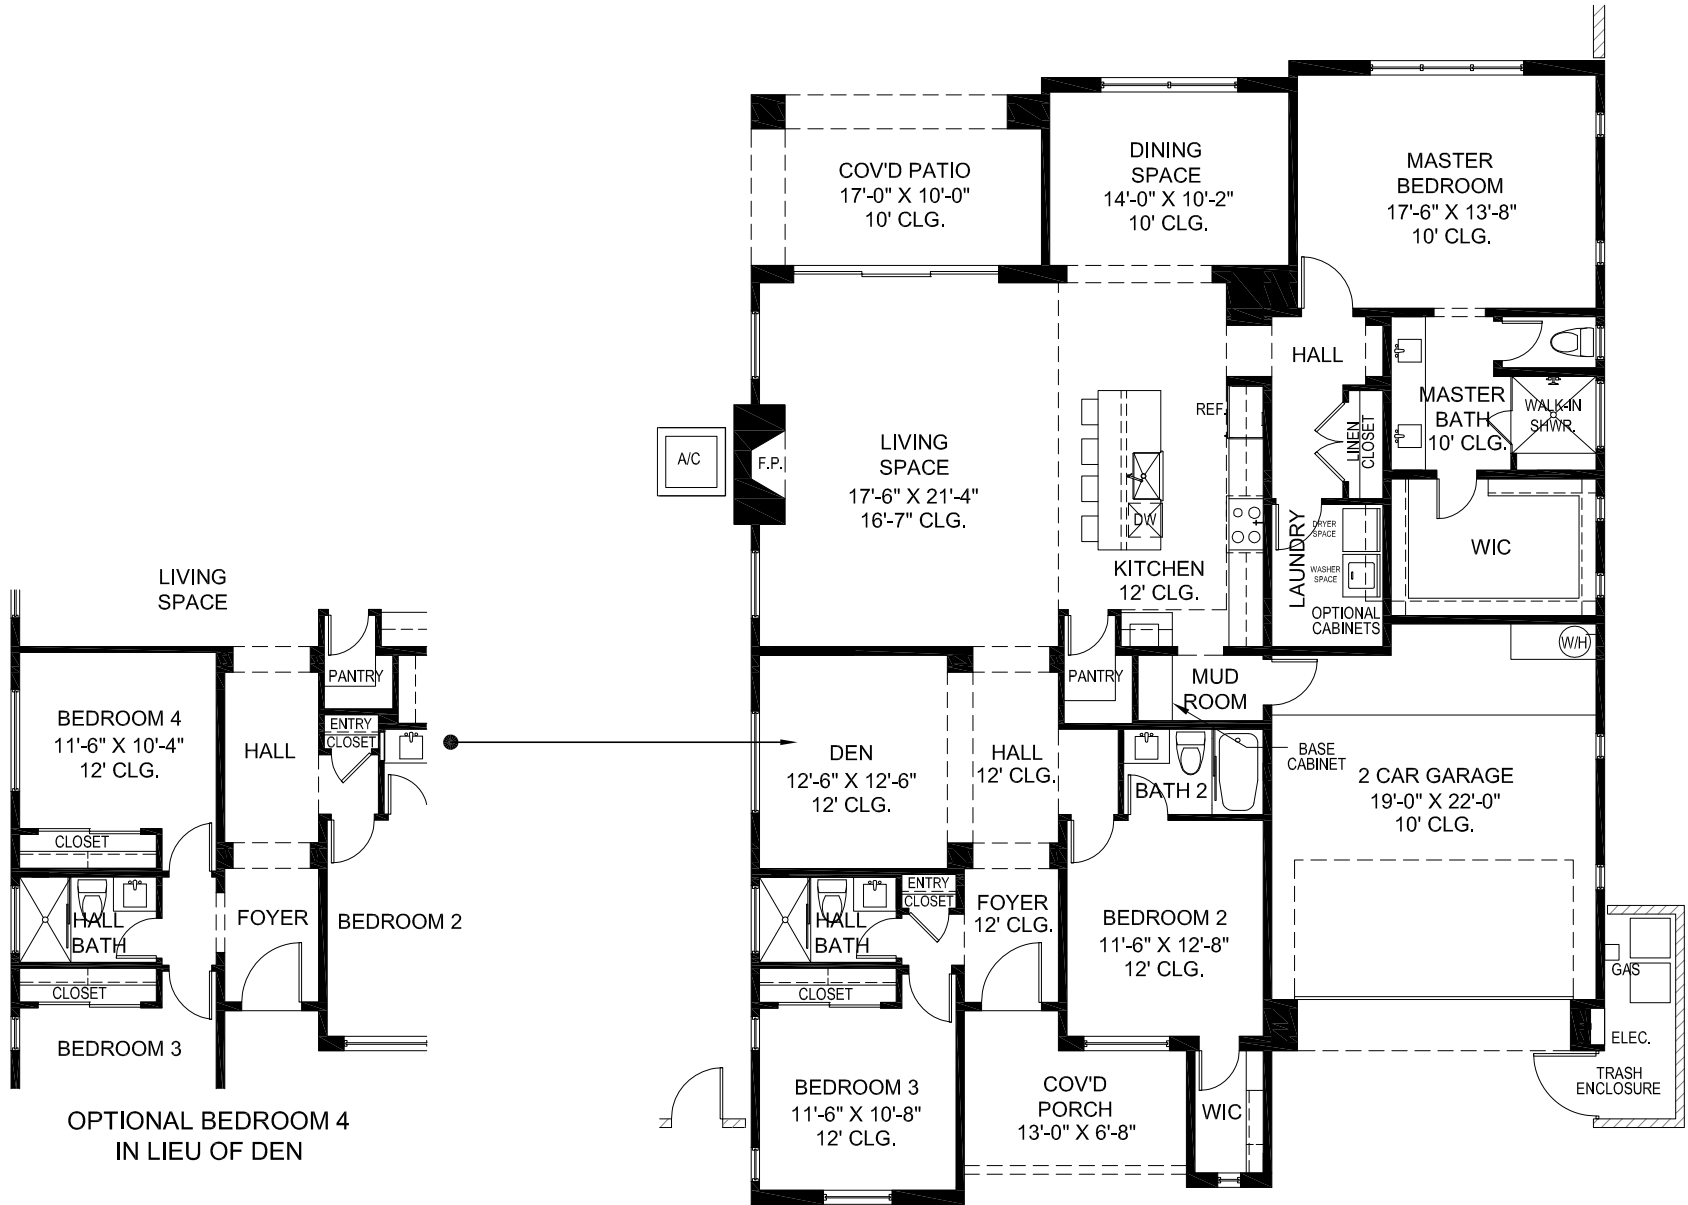 LIVING
SPACE
PANTRY
BEDROOM 4
11'-6" X 10'-4"
12' CLG.
HALL
ENTRY
CLOSET
CLOSET
HALL
BATH
FOYER
BEDROOM 2
CLOSET
BEDROOM 3
OPTIONAL BEDROOM 4
IN LIEU OF DEN
COV'D PATIO
17'-0" X 10'-0"
10' CLG.
DINING
SPACE
14'-0" X 10'-2"
10' CLG.
MASTER
BEDROOM
17'-6" X 13'-8"
10' CLG.
HALL
MASTER
BATH
10' CLG.
WALK-IN
SHWR.
REF.
LINEN
CLOSET
A/C
F.P.
LIVING
SPACE
17'-6" X 21'-4"
16'-7" CLG.
DW
KITCHEN
12' CLG.
LAUNDRY
DRYER
SPACE
WASHER
SPACE
OPTIONAL
CABINETS
WIC
W/H
PANTRY
MUD
ROOM
DEN
12'-6" X 12'-6"
12' CLG.
HALL
12' CLG.
BATH 2
BASE
CABINET
2 CAR GARAGE
19'-0" X 22'-0"
10' CLG.
ENTRY
CLOSET
HALL
BATH
FOYER
12' CLG.
BEDROOM 2
11'-6" X 12'-8"
12' CLG.
CLOSET
GAS
ELEC.
TRASH
ENCLOSURE
BEDROOM 3
11'-6" X 10'-8"
12' CLG.
COV'D
PORCH
13'-0" X 6'-8"
WIC